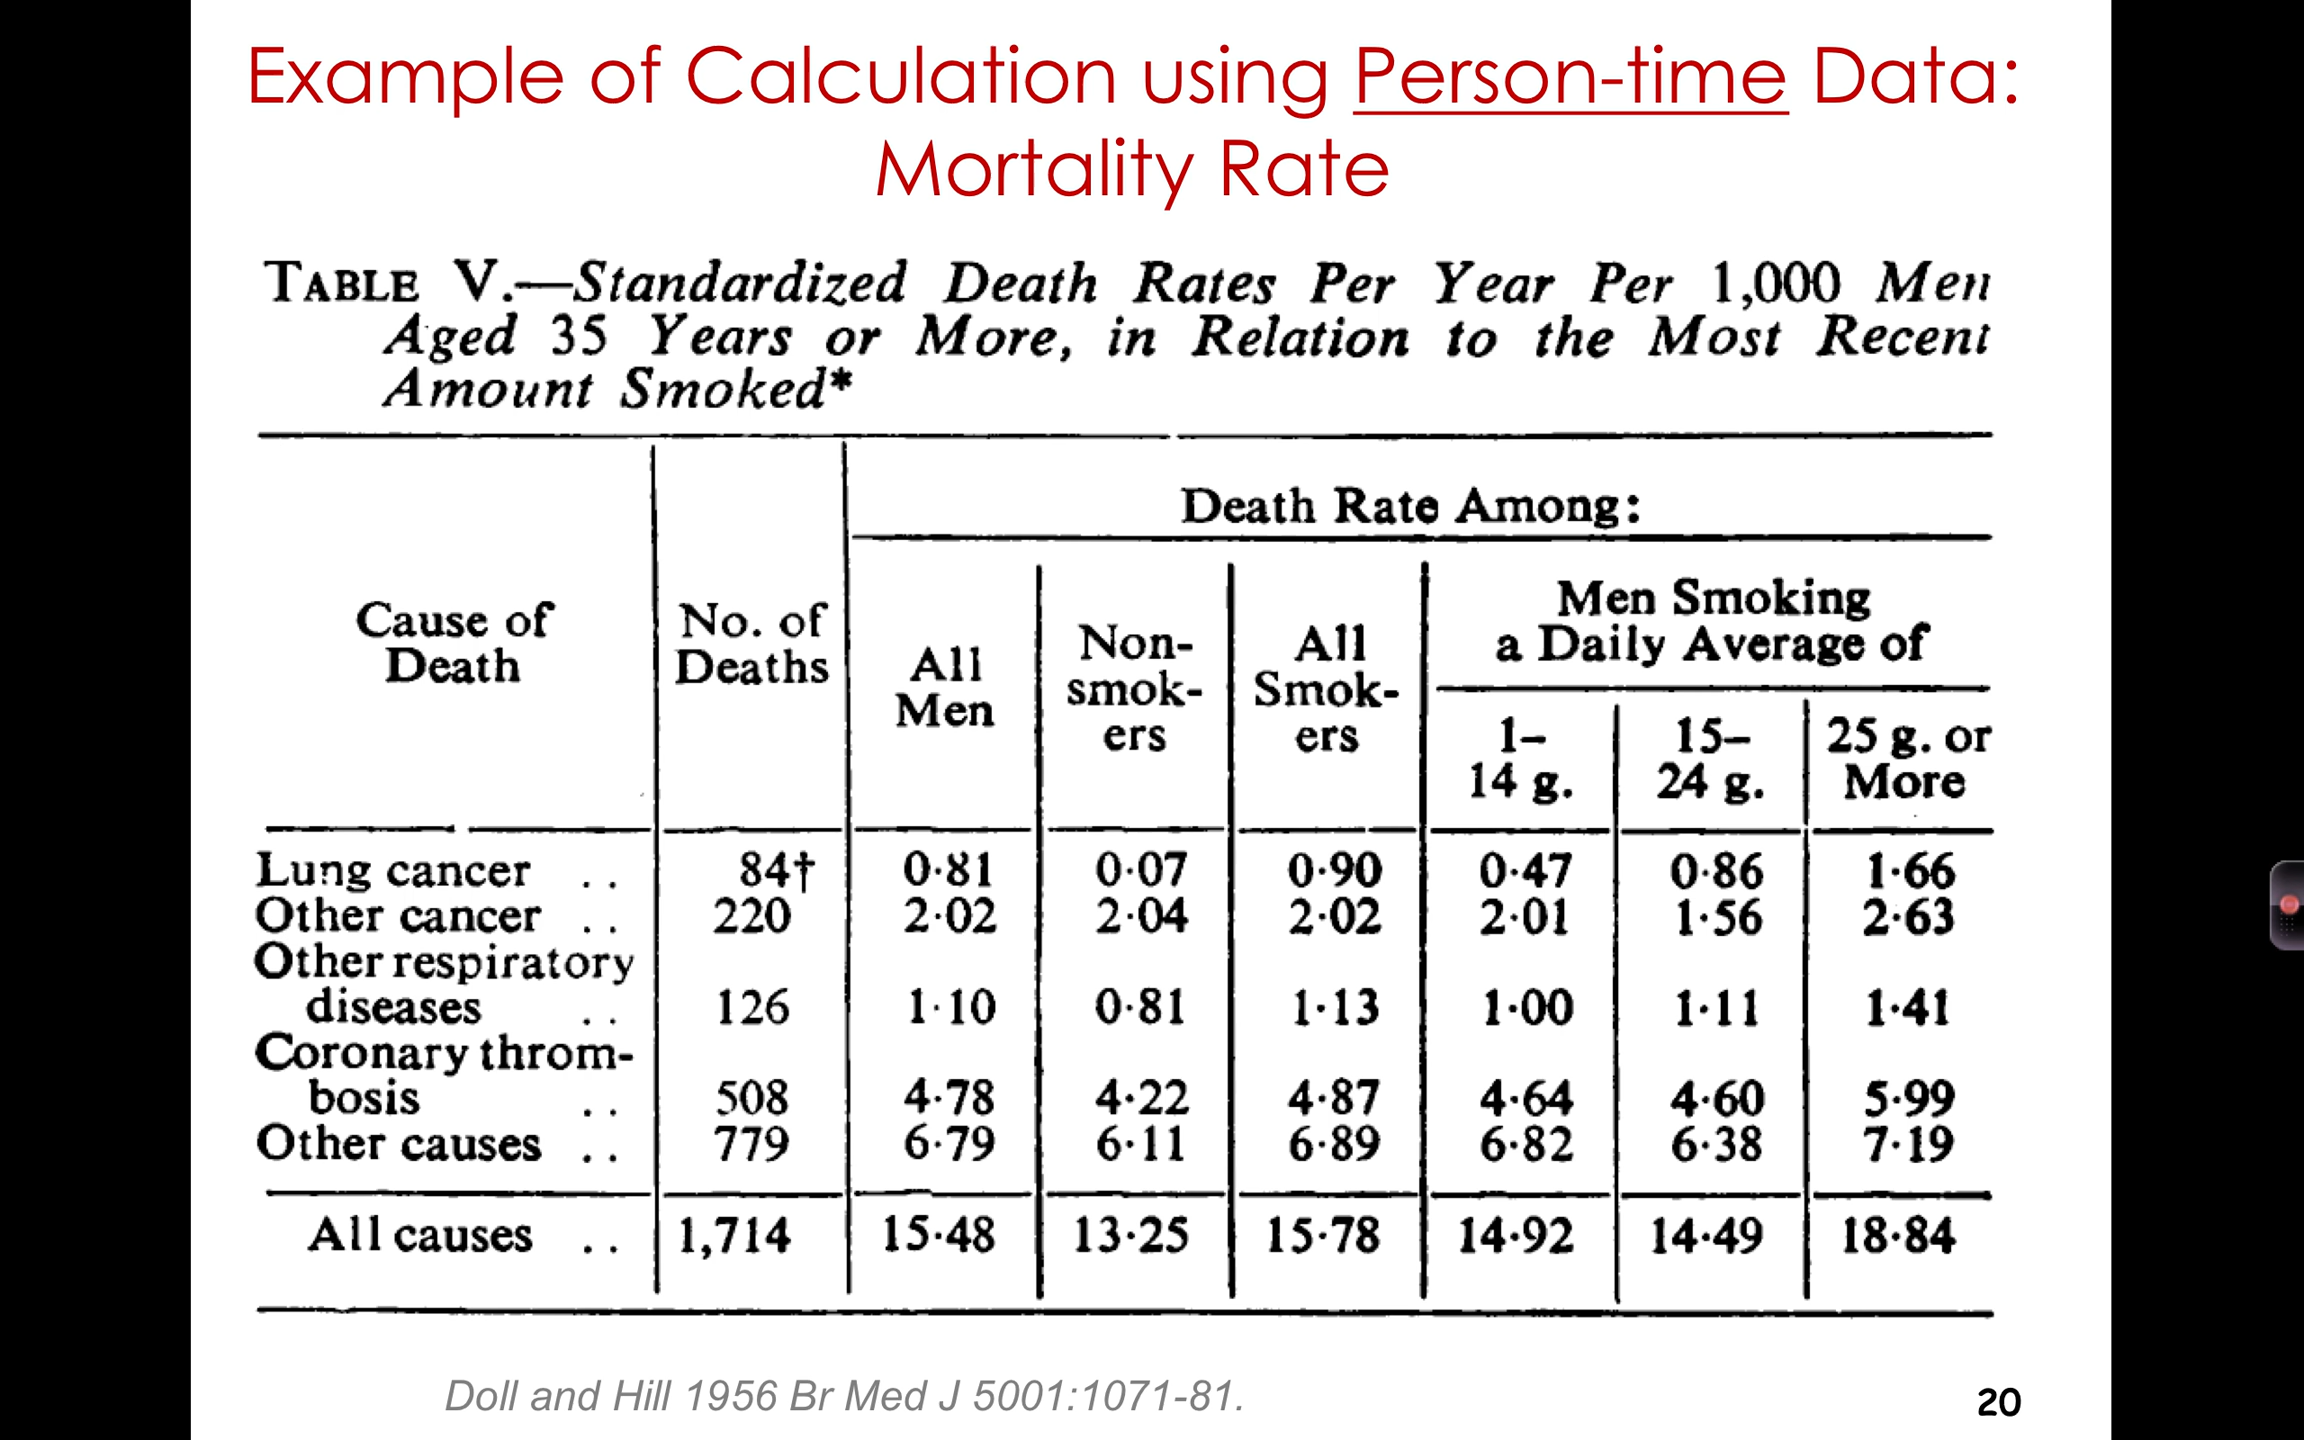 Example of Calculation using Person-time Data:
Mortality Rate
TABLE V.—Standardized Death Rates Per Year Per 1,000 Men
Aged 35 Years or More, in Relation to the Most Recent
Amount Smoked*
Death Rate Among:
Cause of Death
No. of Deaths
All Men
Non-smok-ers
All Smok-ers
Men Smoking
a Daily Average of
1–14 g.
15–24 g.
25 g. or More
Lung cancer .. 84† 0·81 0·07 0·90 0·47 0·86 1·66
Other cancer .. 220 2·02 2·04 2·02 2·01 1·56 2·63
Other respiratory
diseases .. 126 1·10 0·81 1·13 1·00 1·11 1·41
Coronary throm-
bosis .. 508 4·78 4·22 4·87 4·64 4·60 5·99
Other causes .. 779 6·79 6·11 6·89 6·82 6·38 7·19
All causes .. 1,714 15·48 13·25 15·78 14·92 14·49 18·84
Doll and Hill 1956 Br Med J 5001:1071-81.
20